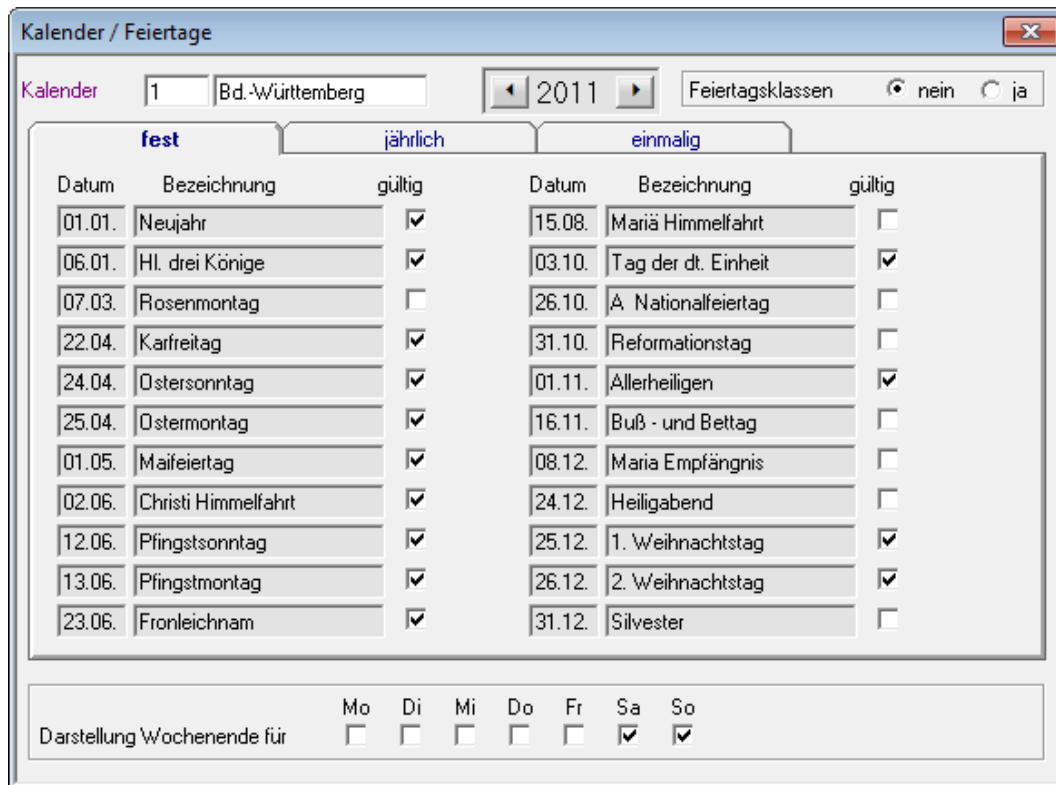 Kalender / Feiertage
Kalender 1 Bd.-Württemberg 2011 Feiertagsklassen nein ja
fest jährlich einmalig
Datum Bezeichnung gültig Datum Bezeichnung gültig
01.01. Neujahr 15.08. Mariä Himmelfahrt
06.01. Hl. drei Könige 03.10. Tag der dt. Einheit
07.03. Rosenmontag 26.10. A Nationalfeiertag
22.04. Karfreitag 31.10. Reformationstag
24.04. Ostersonntag 01.11. Allerheiligen
25.04. Ostermontag 16.11. Buß - und Bettag
01.05. Maifeiertag 08.12. Maria Empfängnis
02.06. Christi Himmelfahrt 24.12. Heiligabend
12.06. Pfingstsonntag 25.12. 1. Weihnachtstag
13.06. Pfingstmontag 26.12. 2. Weihnachtstag
23.06. Fronleichnam 31.12. Silvester
Mo Di Mi Do Fr Sa So
Darstellung Wochenende für